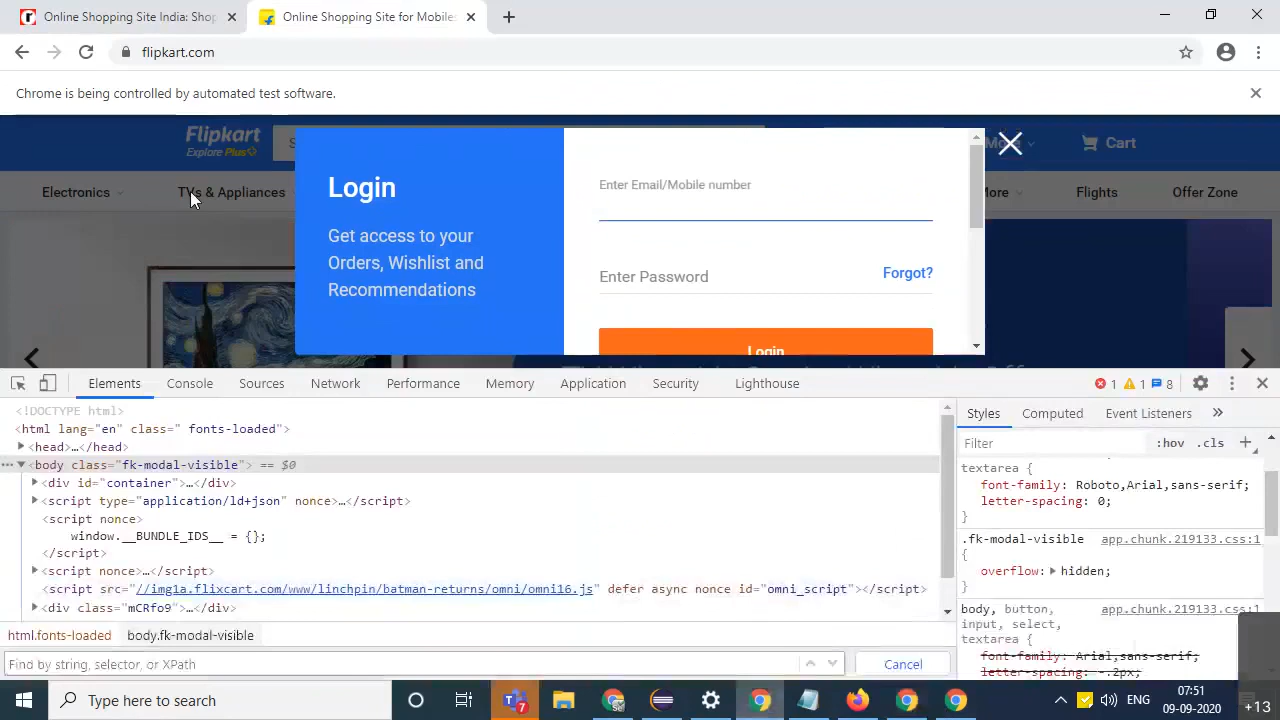 Online Shopping Site India: Shop
Online Shopping Site for Mobiles
flipkart.com
Chrome is being controlled by automated test software.
Flipkart
Explore Plus
S
More
Cart
Electronics
TVs & Appliances
More
Flights
Offer Zone
Login
Get access to your
Orders, Wishlist and
Recommendations
Enter Email/Mobile number
Enter Password
Forgot?
Login
Elements
Console
Sources
Network
Performance
Memory
Application
Security
Lighthouse
1
1
8
<!DOCTYPE html>
<html lang="en" class=" fonts-loaded">
<head>…</head>
<body class="fk-modal-visible"> == $0
<div id="container">…</div>
<script type="application/ld+json" nonce>…</script>
<script nonce>
window.__BUNDLE_IDS__ = {};
</script>
<script nonce>…</script>
<script src="//img1a.flixcart.com/www/linchpin/batman-returns/omni/omni16.js" defer async nonce id="omni_script"></script>
<div class="mCRfo9">…</div>
html.fonts-loaded
body.fk-modal-visible
Find by string, selector, or XPath
Cancel
Styles
Computed
Event Listeners
Filter
:hov
.cls
textarea {
font-family: Roboto,Arial,sans-serif;
letter-spacing: 0;
}
.fk-modal-visible
app.chunk.219133.css:1
{
overflow: hidden;
}
body, button,
app.chunk.219133.css:1
input, select,
textarea {
font-family: Arial,sans-serif;
letter-spacing: -.2px;
Type here to search
7
ENG
07:51
09-09-2020
+13